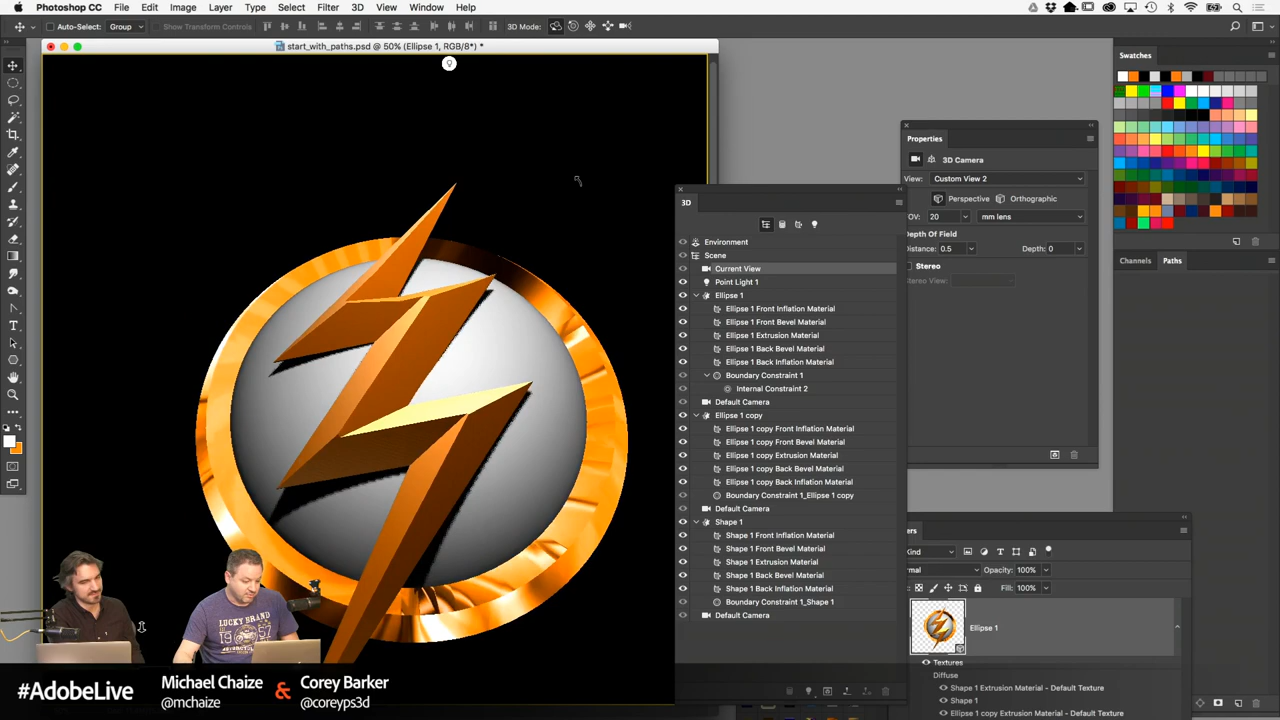 Photoshop CC File Edit Image Layer Type Select Filter 3D View Window Help
Auto-Select: Group Show Transform Controls 3D Mode:
start_with_paths.psd @ 50% (Ellipse 1, RGB/8*) *
Swatches
Properties
3D Camera
View: Custom View 2
Perspective Orthographic
OV: 20 mm lens
Depth Of Field
Distance: 0.5 Depth: 0
Stereo
Stereo View:
Channels Paths
3D
Environment
Scene
Current View
Point Light 1
Ellipse 1
Ellipse 1 Front Inflation Material
Ellipse 1 Front Bevel Material
Ellipse 1 Extrusion Material
Ellipse 1 Back Bevel Material
Ellipse 1 Back Inflation Material
Boundary Constraint 1
Internal Constraint 2
Default Camera
Ellipse 1 copy
Ellipse 1 copy Front Inflation Material
Ellipse 1 copy Front Bevel Material
Ellipse 1 copy Extrusion Material
Ellipse 1 copy Back Bevel Material
Ellipse 1 copy Back Inflation Material
Boundary Constraint 1_Ellipse 1 copy
Default Camera
Shape 1
Shape 1 Front Inflation Material
Shape 1 Front Bevel Material
Shape 1 Extrusion Material
Shape 1 Back Bevel Material
Shape 1 Back Inflation Material
Boundary Constraint 1_Shape 1
Default Camera
ers
Kind
rmal Opacity: 100%
Fill: 100%
Ellipse 1
Textures
Diffuse
Shape 1 Extrusion Material - Default Texture
Shape 1
Ellipse 1 copy Extrusion Material - Default Texture
LUCKY BRAND
#AdobeLive
Michael Chaize & Corey Barker
@mchaize @coreyps3d